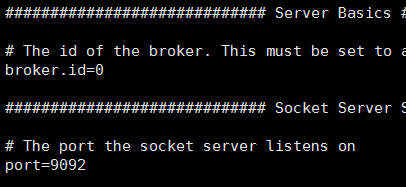 ############################# Server Basics #
# The id of the broker. This must be set to a
broker.id=0
############################# Socket Server S
# The port the socket server listens on
port=9092